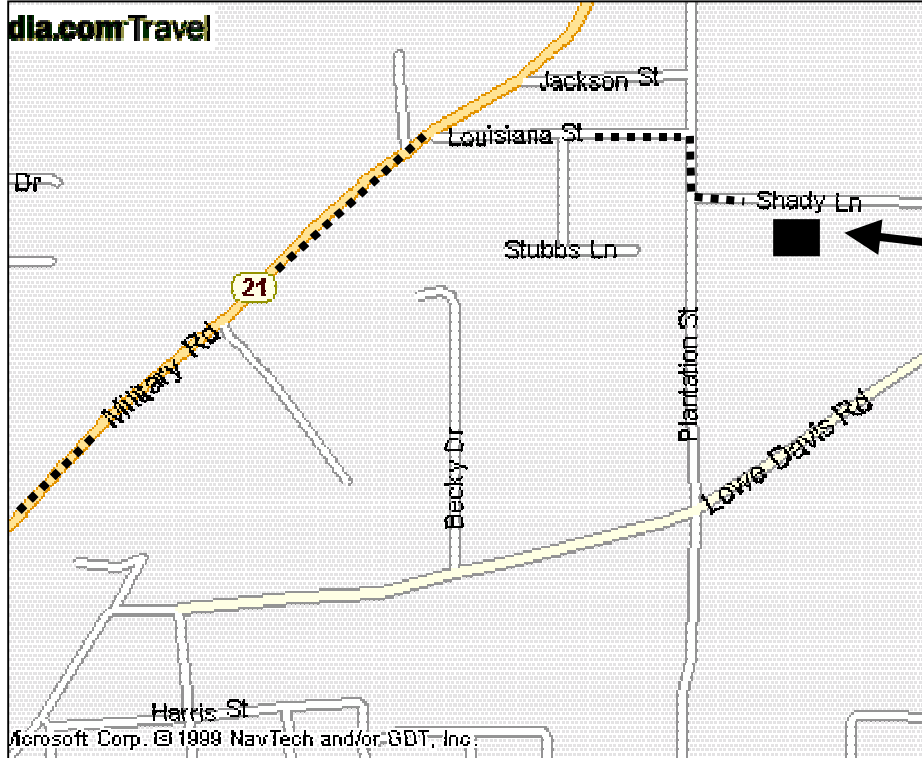 dia.com Travel
Jackson St
Louisiana St
Dr
Shady Ln
Stubbs Ln
21
Military Rd
Plantation St
Lowe Davis Rd
Becky Dr
Harris St
Microsoft Corp. © 1999 NavTech and/or GDT, Inc.